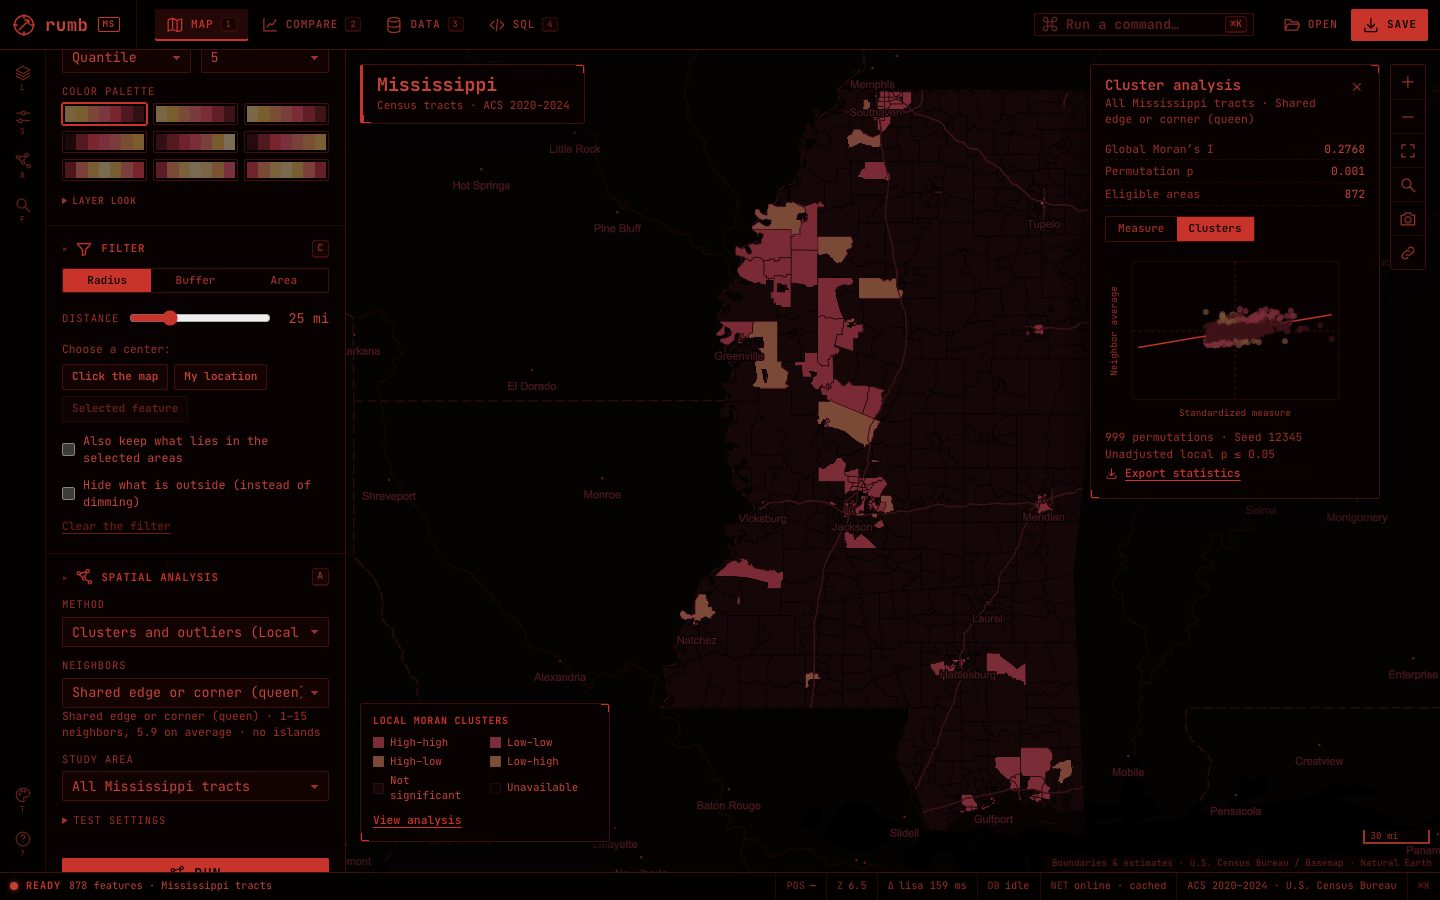 rumb MS
MAP 1
COMPARE 2
DATA 3
SQL 4
Run a command… ⌘K
OPEN
SAVE
L
S
A
F
T
?
Quantile
5
COLOR PALETTE
LAYER LOOK
FILTER C
Radius Buffer Area
DISTANCE 25 mi
Choose a center:
Click the map My location
Selected feature
Also keep what lies in the
selected areas
Hide what is outside (instead of
dimming)
Clear the filter
SPATIAL ANALYSIS A
METHOD
Clusters and outliers (Local
NEIGHBORS
Shared edge or corner (queen)
Shared edge or corner (queen) · 1–15
neighbors, 5.9 on average · no islands
STUDY AREA
All Mississippi tracts
TEST SETTINGS
RUN
Mississippi
Census tracts · ACS 2020–2024
Memphis
Southaven
Little Rock
Hot Springs
Pine Bluff
Tupelo
arkana
Greenville
El Dorado
Shreveport
Monroe
Vicksburg
Jackson
Meridian
Selma
Montgomery
Natchez
Laurel
Alexandria
Hattiesburg
Enterprise
Baton Rouge
Mobile
Crestview
Pensacola
Gulfport
Slidell
Lafayette
mont
Panam
LOCAL MORAN CLUSTERS
High-high Low-low
High-low Low-high
Not
significant
Unavailable
View analysis
Cluster analysis
All Mississippi tracts · Shared
edge or corner (queen)
Global Moran’s I 0.2768
Permutation p 0.001
Eligible areas 872
Measure Clusters
Neighbor average
Standardized measure
999 permutations · Seed 12345
Unadjusted local p ≤ 0.05
Export statistics
30 mi
Boundaries & estimates · U.S. Census Bureau / Basemap · Natural Earth
READY 878 features · Mississippi tracts
POS —
Z 6.5
Δ lisa 159 ms
DB idle
NET online · cached
ACS 2020–2024 · U.S. Census Bureau
⌘K